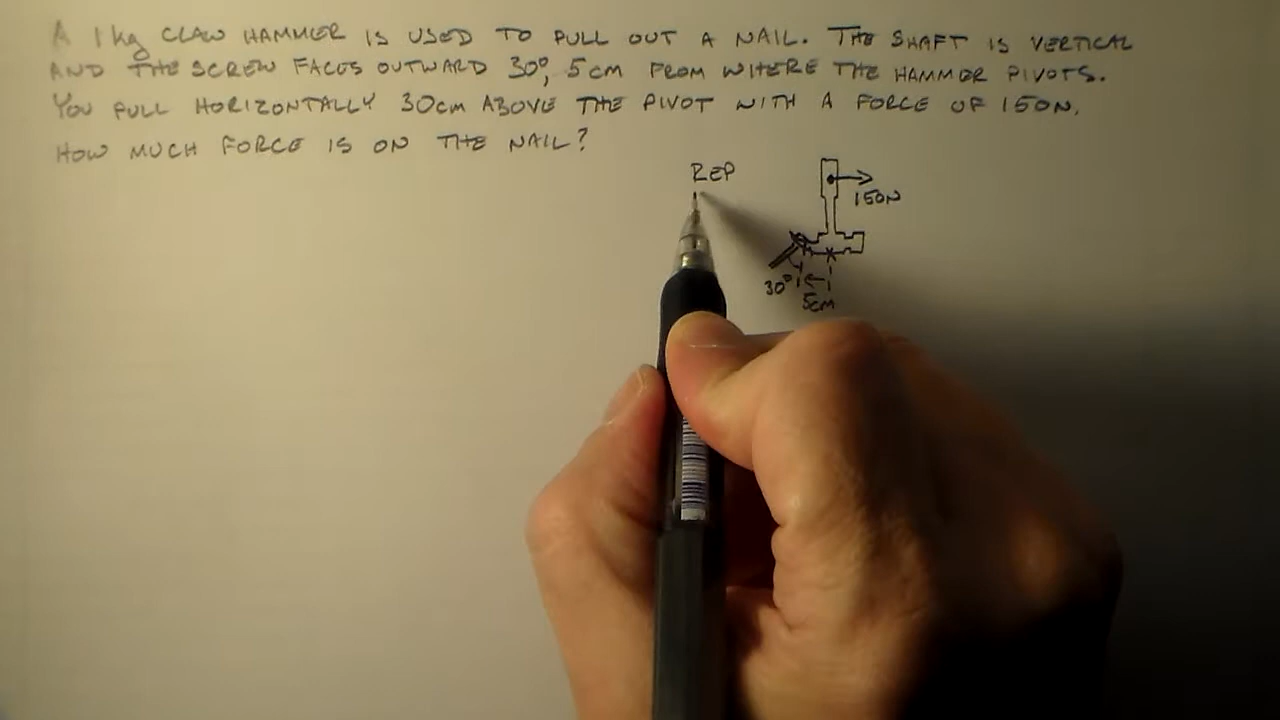 A 1kg CLAW HAMMER IS USED TO PULL OUT A NAIL. THE SHAFT IS VERTICAL
AND THE SCREW FACES OUTWARD 30°, 5cm FROM WHERE THE HAMMER PIVOTS.
YOU PULL HORIZONTALLY 30cm ABOVE THE PIVOT WITH A FORCE OF 150N.
HOW MUCH FORCE IS ON THE NAIL?
REP
150N
30°
5cm